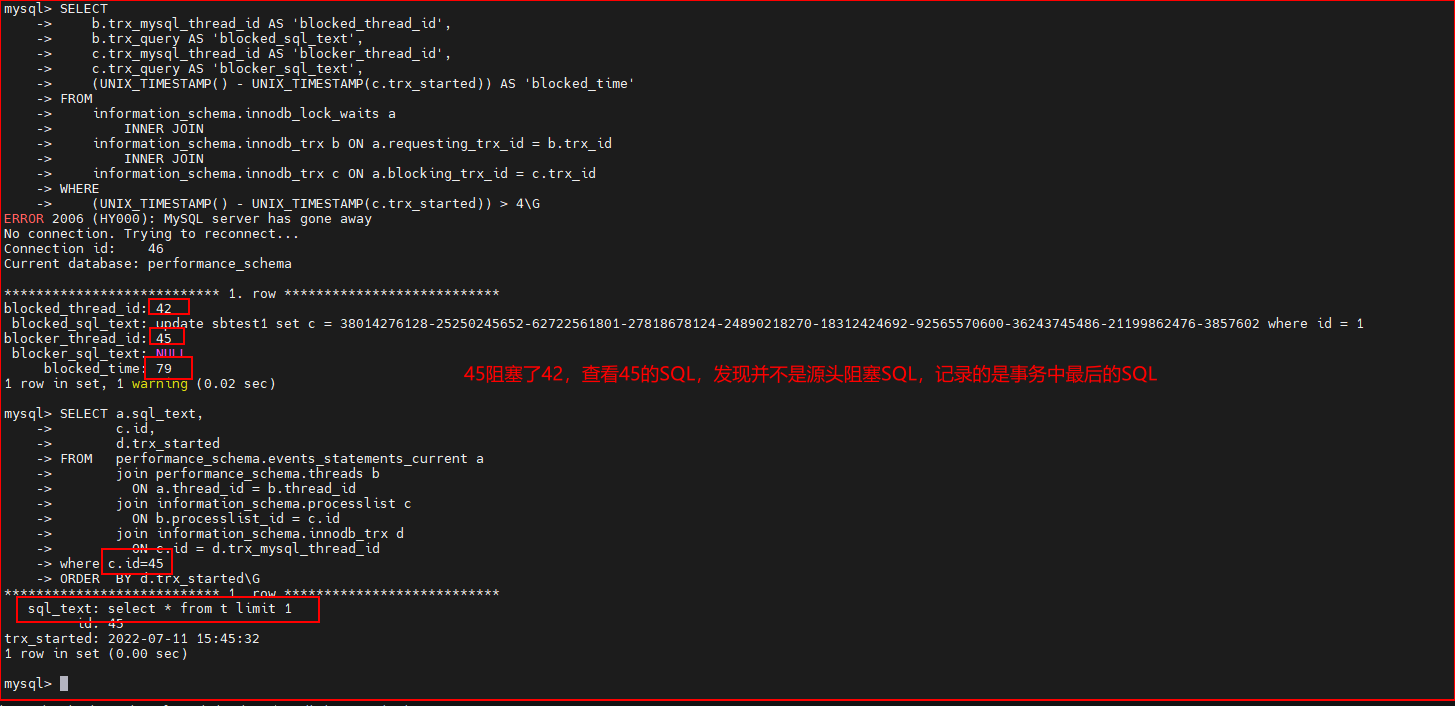 mysql> SELECT
    ->     b.trx_mysql_thread_id AS 'blocked_thread_id',
    ->     b.trx_query AS 'blocked_sql_text',
    ->     c.trx_mysql_thread_id AS 'blocker_thread_id',
    ->     c.trx_query AS 'blocker_sql_text',
    ->     (UNIX_TIMESTAMP() - UNIX_TIMESTAMP(c.trx_started)) AS 'blocked_time'
    -> FROM
    ->     information_schema.innodb_lock_waits a
    ->         INNER JOIN
    ->     information_schema.innodb_trx b ON a.requesting_trx_id = b.trx_id
    ->         INNER JOIN
    ->     information_schema.innodb_trx c ON a.blocking_trx_id = c.trx_id
    -> WHERE
    ->     (UNIX_TIMESTAMP() - UNIX_TIMESTAMP(c.trx_started)) > 4\G
ERROR 2006 (HY000): MySQL server has gone away
No connection. Trying to reconnect...
Connection id:    46
Current database: performance_schema

*************************** 1. row ***************************
blocked_thread_id: 42
 blocked_sql_text: update sbtest1 set c = 38014276128-25250245652-62722561801-27818678124-24890218270-18312424692-92565570600-36243745486-21199862476-3857602 where id = 1
blocker_thread_id: 45
 blocker_sql_text: NULL
     blocked_time: 79
45阻塞了42，查看45的SQL，发现并不是源头阻塞SQL，记录的是事务中最后的SQL
1 row in set, 1 warning (0.02 sec)

mysql> SELECT a.sql_text,
    ->        c.id,
    ->        d.trx_started
    -> FROM   performance_schema.events_statements_current a
    ->        join performance_schema.threads b
    ->          ON a.thread_id = b.thread_id
    ->        join information_schema.processlist c
    ->          ON b.processlist_id = c.id
    ->        join information_schema.innodb_trx d
    ->          ON c.id = d.trx_mysql_thread_id
    -> where c.id=45
    -> ORDER  BY d.trx_started\G
*************************** 1. row ***************************
   sql_text: select * from t limit 1
         id: 45
trx_started: 2022-07-11 15:45:32
1 row in set (0.00 sec)

mysql>